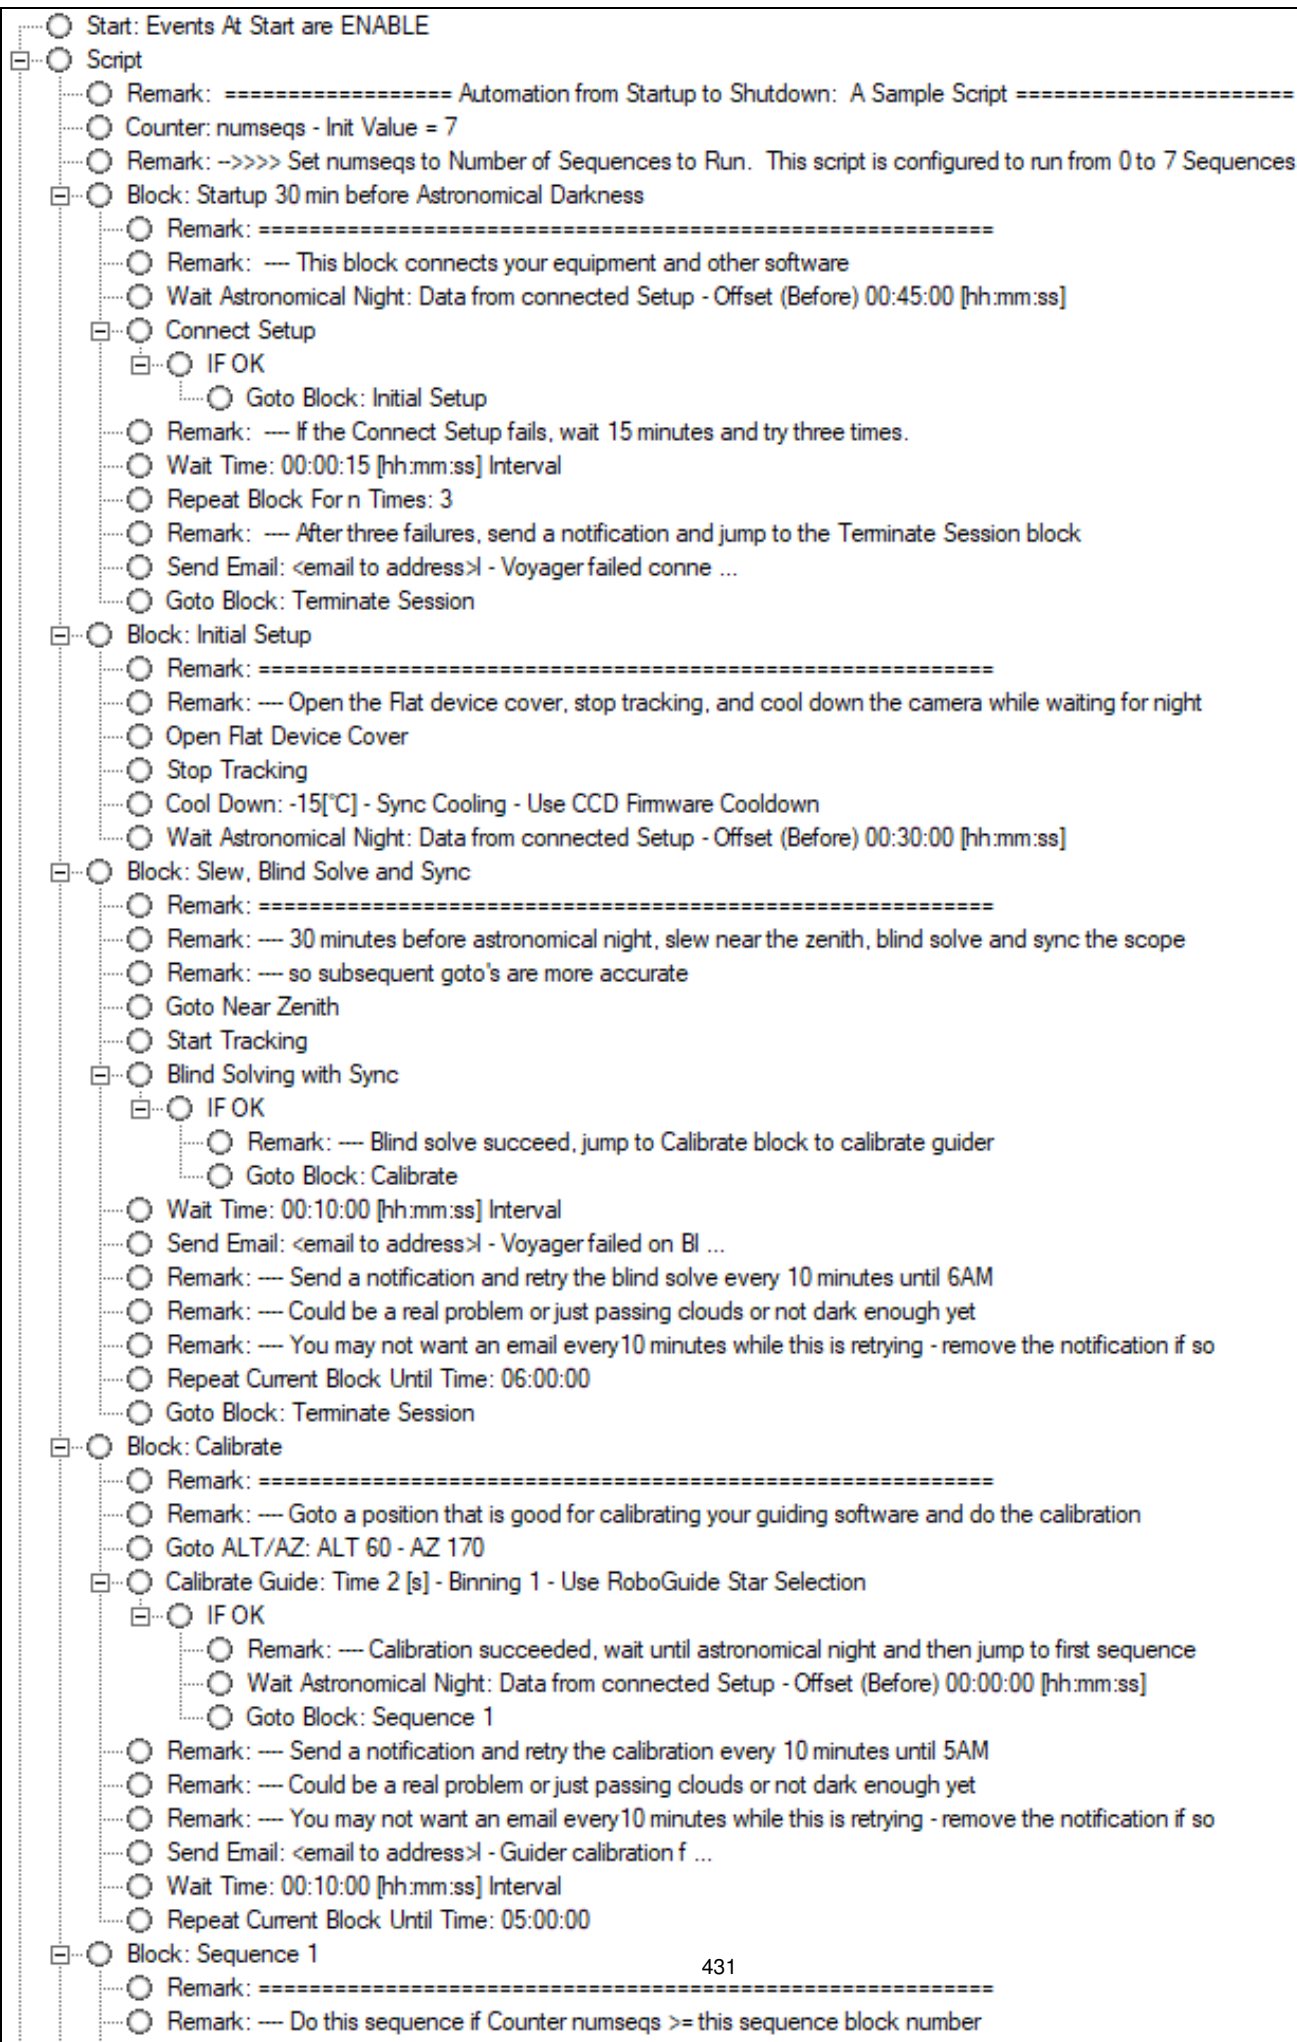 Start: Events At Start are ENABLE
Script
Remark: ================== Automation from Startup to Shutdown: A Sample Script ======================
Counter: numseqs - Init Value = 7
Remark: -->>>> Set numseqs to Number of Sequences to Run. This script is configured to run from 0 to 7 Sequences
Block: Startup 30 min before Astronomical Darkness
Remark: ==========================================================
Remark: ---- This block connects your equipment and other software
Wait Astronomical Night: Data from connected Setup - Offset (Before) 00:45:00 [hh:mm:ss]
Connect Setup
IF OK
Goto Block: Initial Setup
Remark: ---- If the Connect Setup fails, wait 15 minutes and try three times.
Wait Time: 00:00:15 [hh:mm:ss] Interval
Repeat Block For n Times: 3
Remark: ---- After three failures, send a notification and jump to the Terminate Session block
Send Email: <email to address>l - Voyager failed conne ...
Goto Block: Terminate Session
Block: Initial Setup
Remark: ==========================================================
Remark: ---- Open the Flat device cover, stop tracking, and cool down the camera while waiting for night
Open Flat Device Cover
Stop Tracking
Cool Down: -15[°C] - Sync Cooling - Use CCD Firmware Cooldown
Wait Astronomical Night: Data from connected Setup - Offset (Before) 00:30:00 [hh:mm:ss]
Block: Slew, Blind Solve and Sync
Remark: ==========================================================
Remark: ---- 30 minutes before astronomical night, slew near the zenith, blind solve and sync the scope
Remark: ---- so subsequent goto's are more accurate
Goto Near Zenith
Start Tracking
Blind Solving with Sync
IF OK
Remark: ---- Blind solve succeed, jump to Calibrate block to calibrate guider
Goto Block: Calibrate
Wait Time: 00:10:00 [hh:mm:ss] Interval
Send Email: <email to address>l - Voyager failed on Bl ...
Remark: ---- Send a notification and retry the blind solve every 10 minutes until 6AM
Remark: ---- Could be a real problem or just passing clouds or not dark enough yet
Remark: ---- You may not want an email every10 minutes while this is retrying - remove the notification if so
Repeat Current Block Until Time: 06:00:00
Goto Block: Terminate Session
Block: Calibrate
Remark: ==========================================================
Remark: ---- Goto a position that is good for calibrating your guiding software and do the calibration
Goto ALT/AZ: ALT 60 - AZ 170
Calibrate Guide: Time 2 [s] - Binning 1 - Use RoboGuide Star Selection
IF OK
Remark: ---- Calibration succeeded, wait until astronomical night and then jump to first sequence
Wait Astronomical Night: Data from connected Setup - Offset (Before) 00:00:00 [hh:mm:ss]
Goto Block: Sequence 1
Remark: ---- Send a notification and retry the calibration every 10 minutes until 5AM
Remark: ---- Could be a real problem or just passing clouds or not dark enough yet
Remark: ---- You may not want an email every10 minutes while this is retrying - remove the notification if so
Send Email: <email to address>l - Guider calibration f ...
Wait Time: 00:10:00 [hh:mm:ss] Interval
Repeat Current Block Until Time: 05:00:00
Block: Sequence 1
431
Remark: ==========================================================
Remark: ---- Do this sequence if Counter numseqs >= this sequence block number